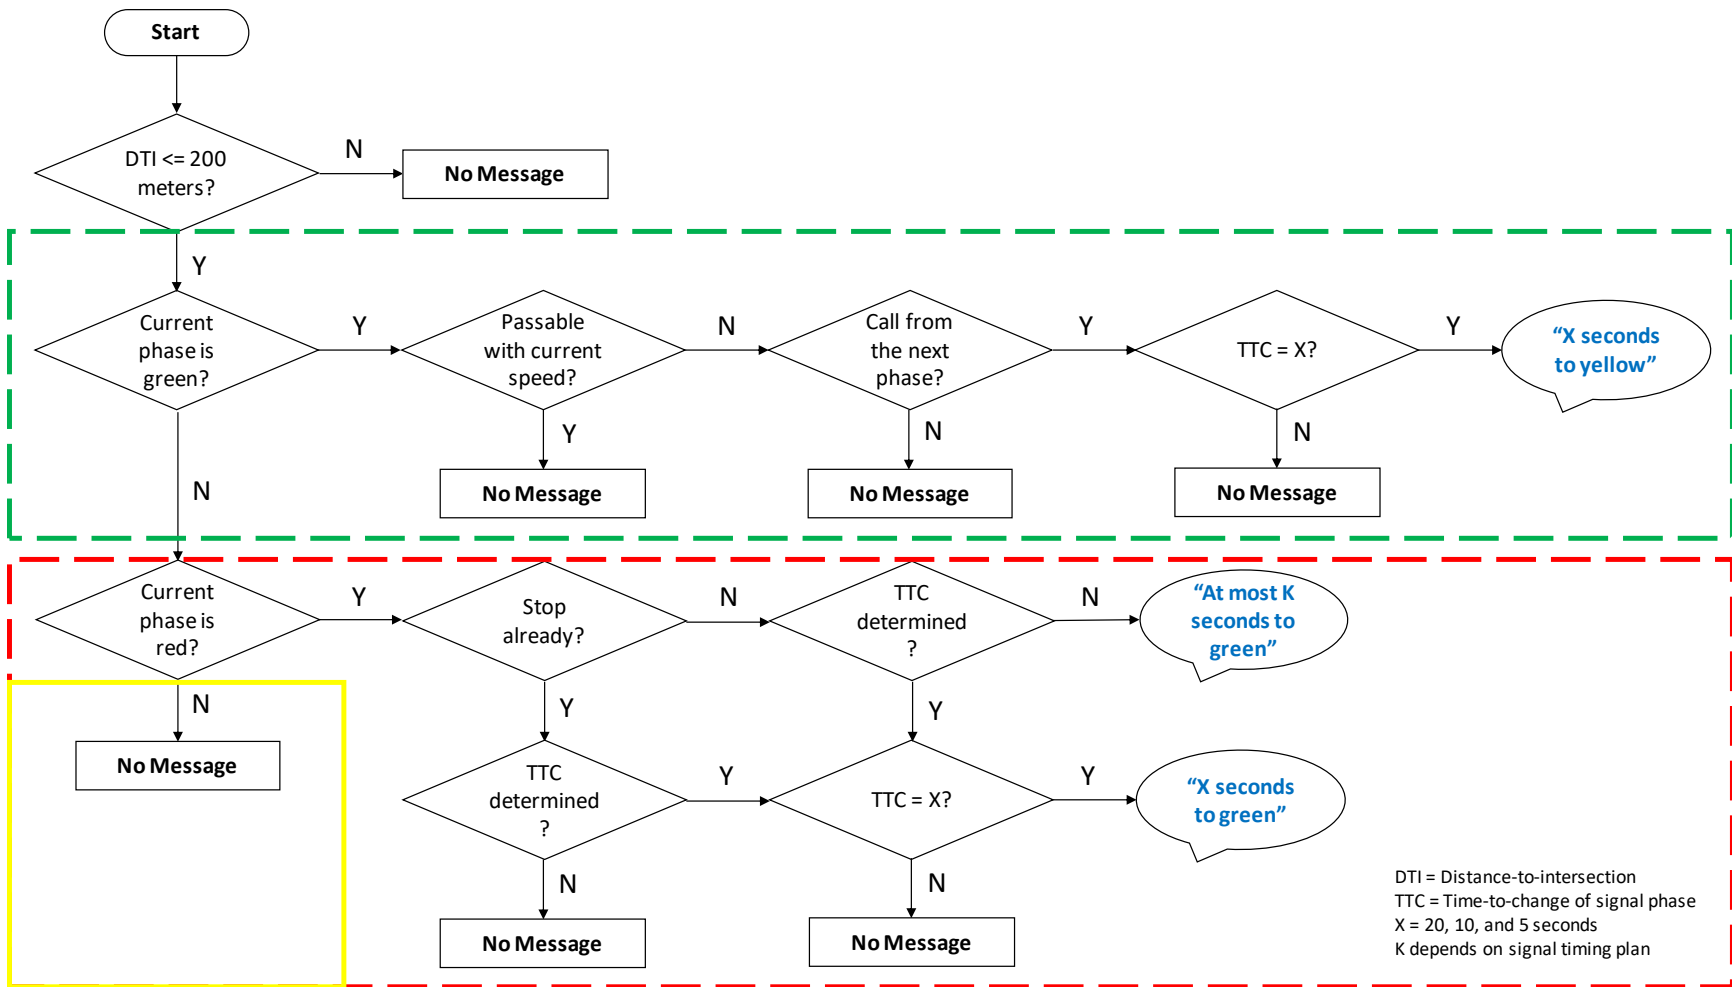 Start
DTI <= 200
meters?
N
No Message
Y
Current
phase is
green?
Y
Passable
with current
speed?
N
Call from
the next
phase?
Y
TTC = X?
Y
“X seconds
to yellow”
Y
No Message
N
No Message
N
No Message
N
Current
phase is
red?
Y
Stop
already?
N
TTC
determined
?
N
“At most K
seconds to
green”
N
No Message
Y
Y
TTC
determined
?
Y
TTC = X?
Y
“X seconds
to green”
N
No Message
N
No Message
DTI = Distance-to-intersection
TTC = Time-to-change of signal phase
X = 20, 10, and 5 seconds
K depends on signal timing plan